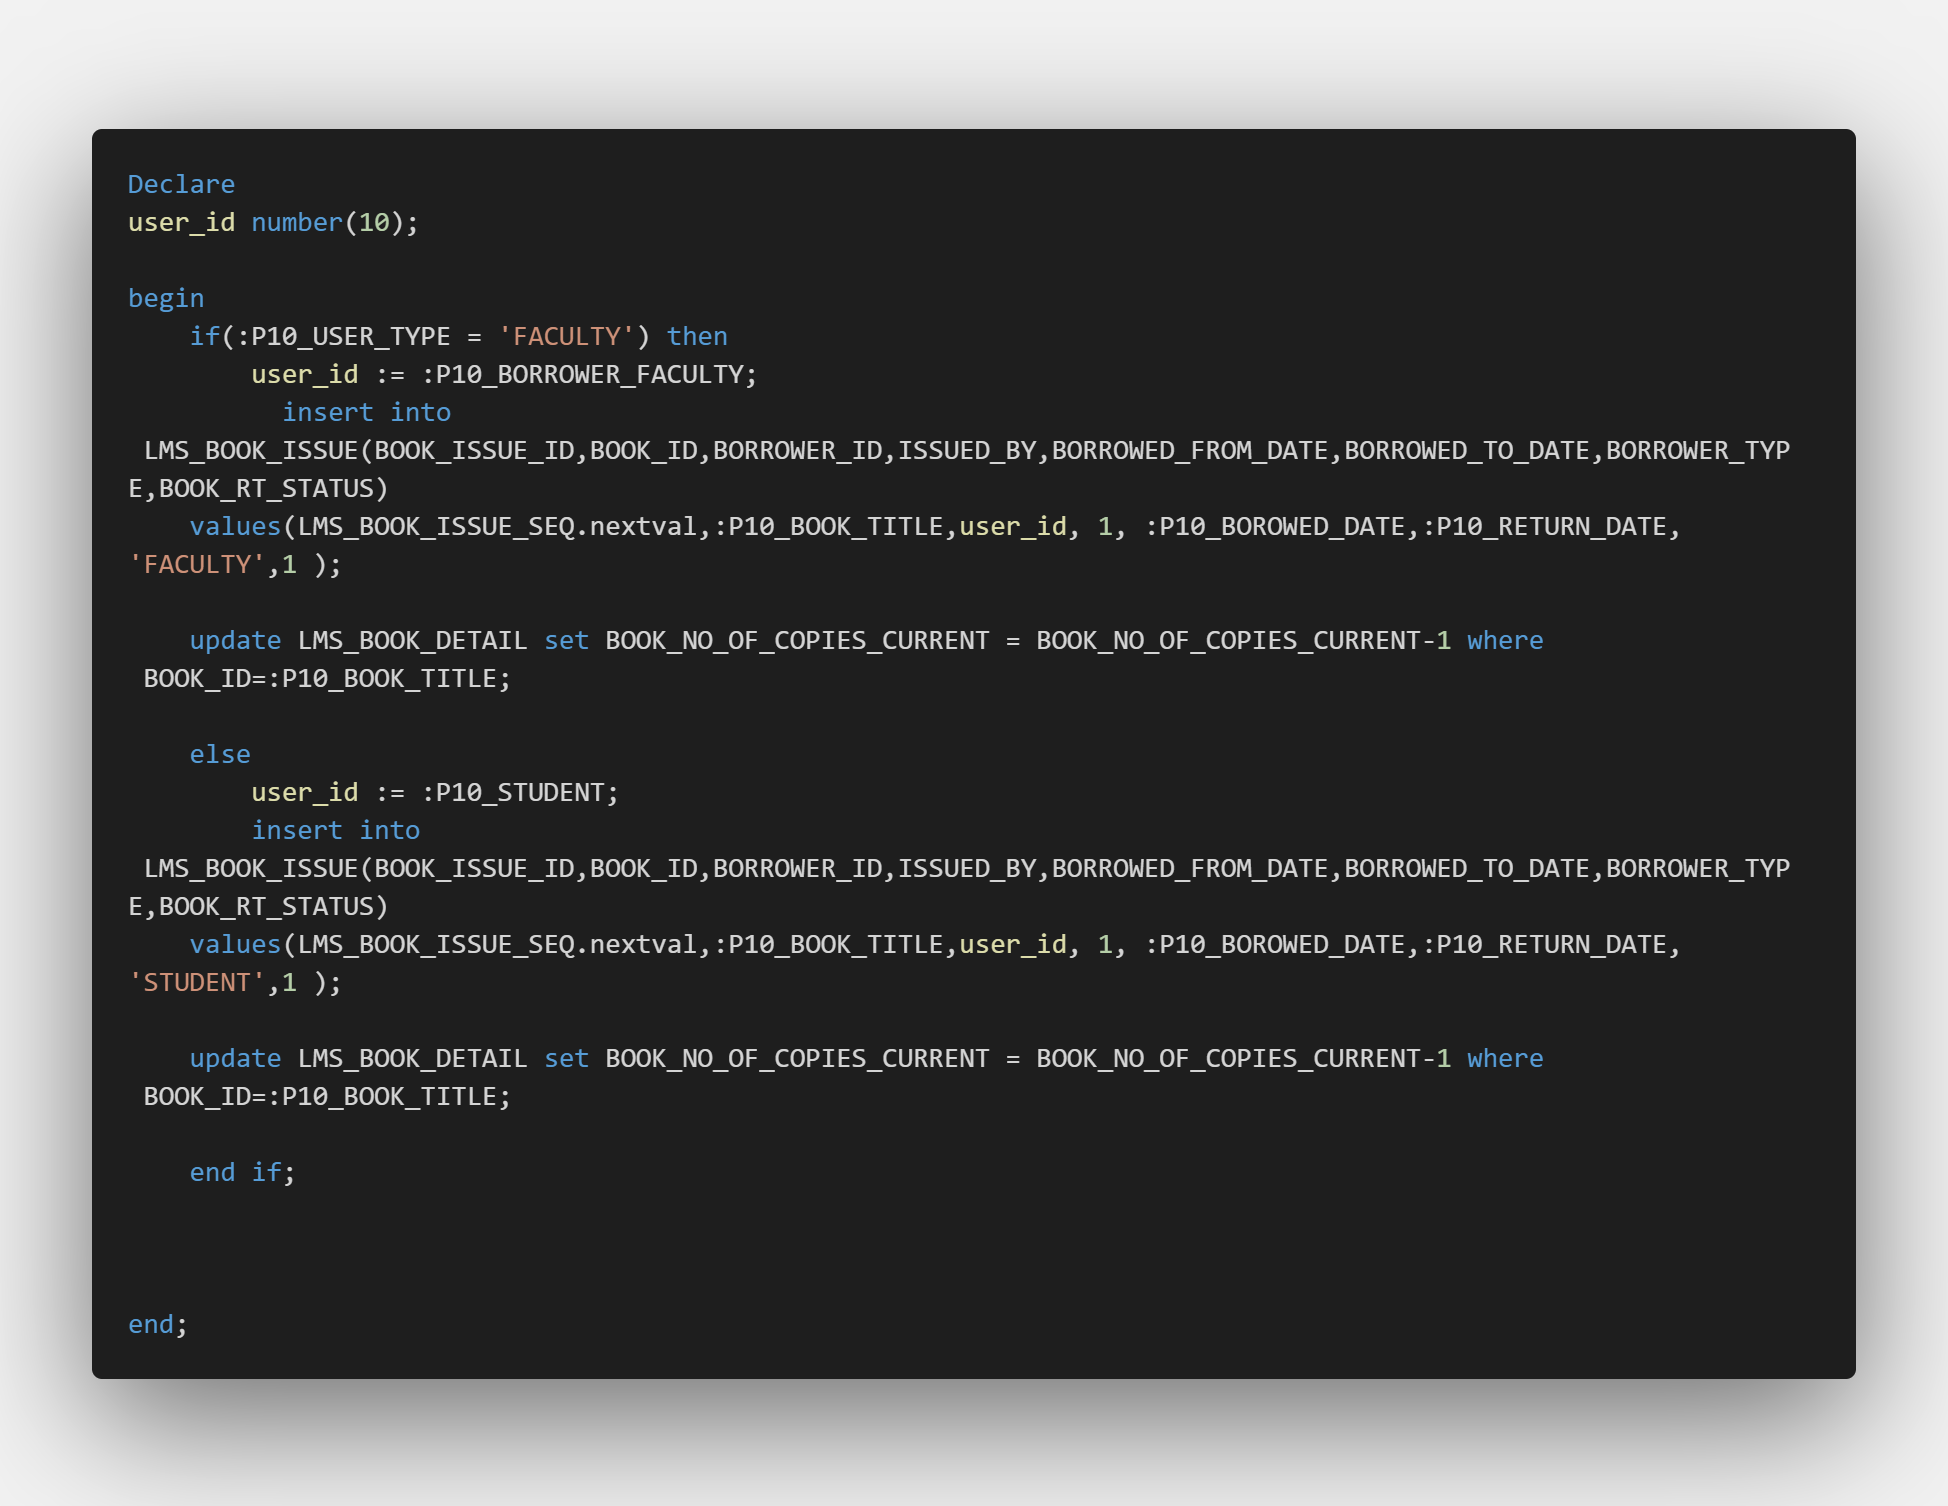 Declare
user_id number(10);
begin
if(:P10_USER_TYPE = 'FACULTY') then
user_id := :P10_BORROWER_FACULTY;
insert into
LMS_BOOK_ISSUE(BOOK_ISSUE_ID,BOOK_ID,BORROWER_ID,ISSUED_BY,BORROWED_FROM_DATE,BORROWED_TO_DATE,BORROWER_TYP
E,BOOK_RT_STATUS)
values(LMS_BOOK_ISSUE_SEQ.nextval,:P10_BOOK_TITLE,user_id, 1, :P10_BOROWED_DATE,:P10_RETURN_DATE,
'FACULTY',1 );
update LMS_BOOK_DETAIL set BOOK_NO_OF_COPIES_CURRENT = BOOK_NO_OF_COPIES_CURRENT-1 where
BOOK_ID=:P10_BOOK_TITLE;
else
user_id := :P10_STUDENT;
insert into
LMS_BOOK_ISSUE(BOOK_ISSUE_ID,BOOK_ID,BORROWER_ID,ISSUED_BY,BORROWED_FROM_DATE,BORROWED_TO_DATE,BORROWER_TYP
E,BOOK_RT_STATUS)
values(LMS_BOOK_ISSUE_SEQ.nextval,:P10_BOOK_TITLE,user_id, 1, :P10_BOROWED_DATE,:P10_RETURN_DATE,
'STUDENT',1 );
update LMS_BOOK_DETAIL set BOOK_NO_OF_COPIES_CURRENT = BOOK_NO_OF_COPIES_CURRENT-1 where
BOOK_ID=:P10_BOOK_TITLE;
end if;
end;